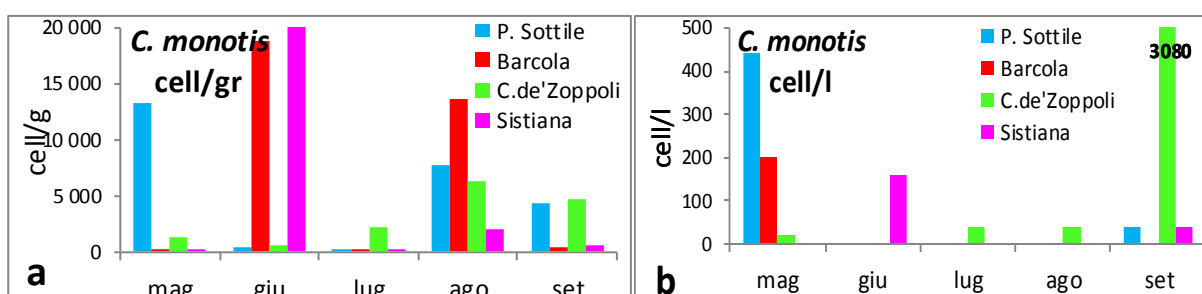 C. monotis
cell/gr
cell/g
20 000
15 000
10 000
5 000
0
P. Sottile
Barcola
C.de'Zoppoli
Sistiana
mag giu lug ago set
a
C. monotis
cell/l
cell/l
500
400
300
200
100
0
P. Sottile
Barcola
C.de'Zoppoli
Sistiana
3080
mag giu lug ago set
b